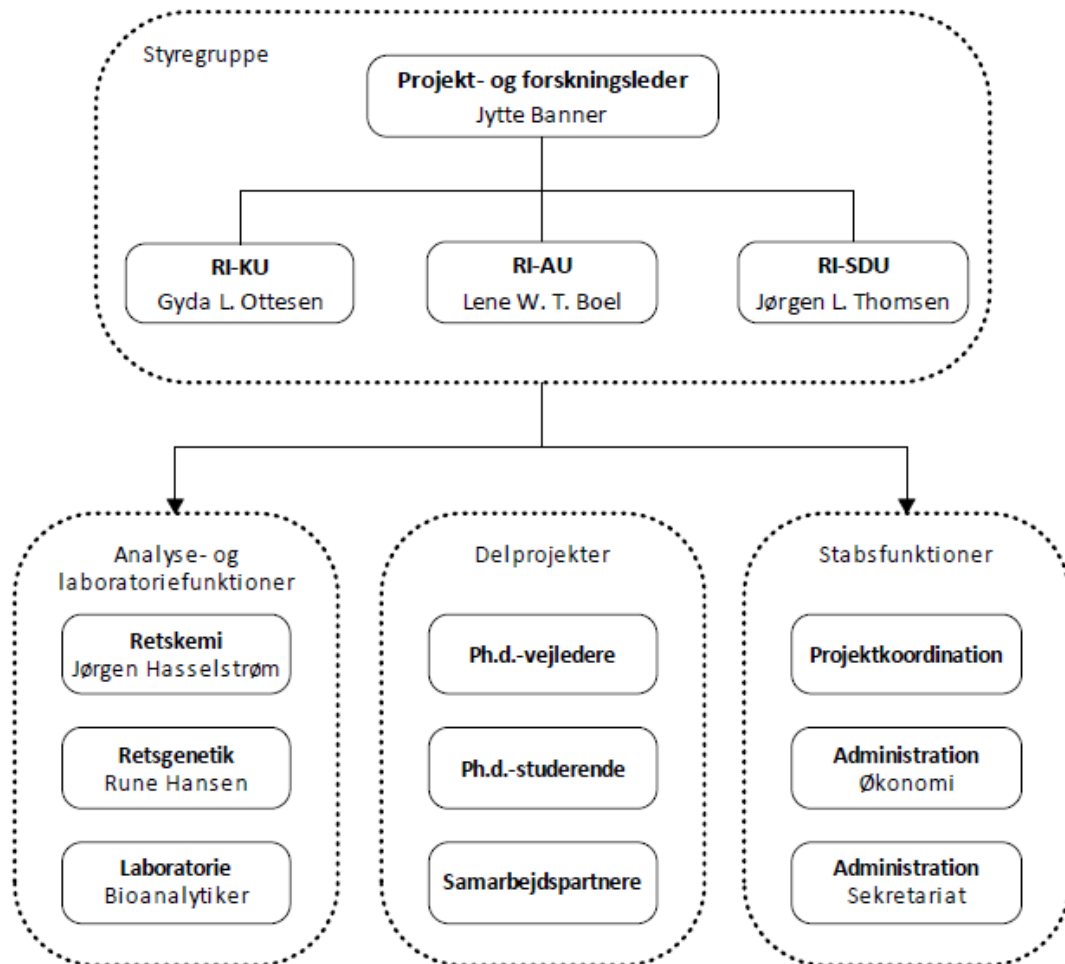 Styregruppe
Projekt- og forskningsleder
Jytte Banner
RI-KU
Gyda L. Ottesen
RI-AU
Lene W. T. Boel
RI-SDU
Jørgen L. Thomsen
Analyse- og
laboratoriefunktioner
Retskemi
Jørgen Hasselstrøm
Retsgenetik
Rune Hansen
Laboratorie
Bioanalytiker
Delprojekter
Ph.d.-vejledere
Ph.d.-studerende
Samarbejdspartnere
Stabsfunktioner
Projektkoordination
Administration
Økonomi
Administration
Sekretariat